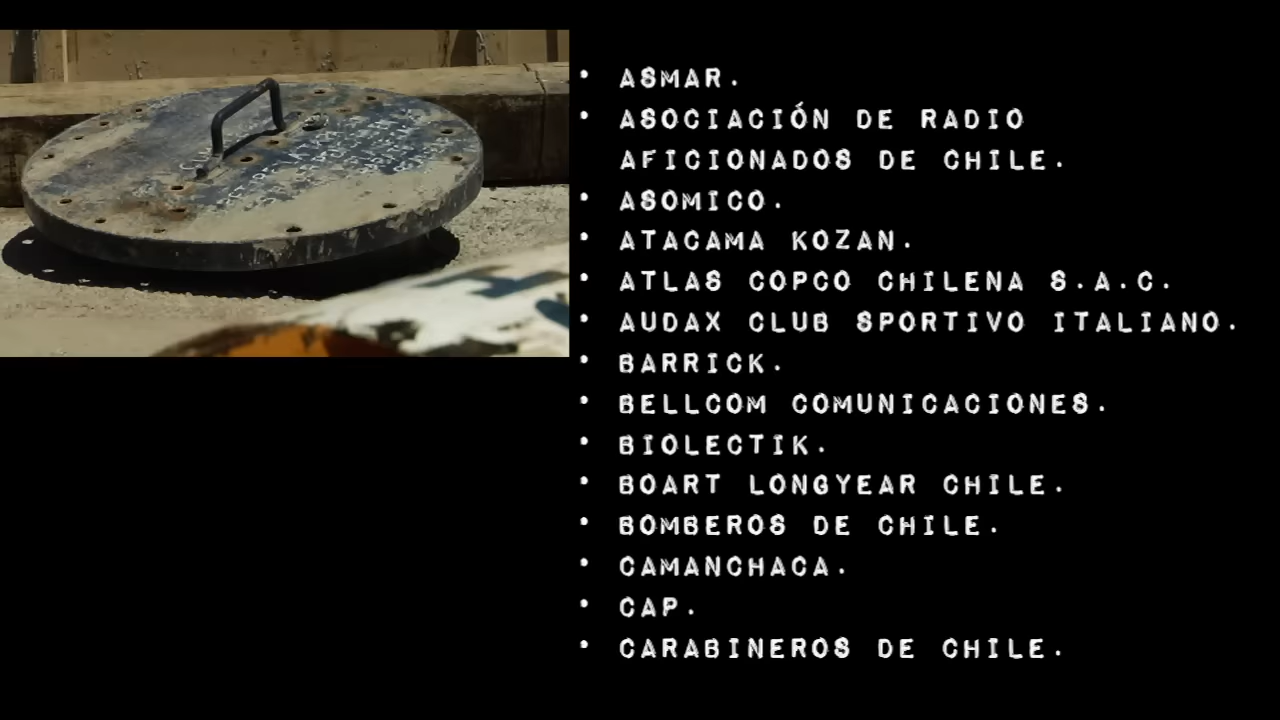 • ASMAR.
• ASOCIACIÓN DE RADIO
AFICIONADOS DE CHILE.
• ASOMICO.
• ATACAMA KOZAN.
• ATLAS COPCO CHILENA S.A.C.
• AUDAX CLUB SPORTIVO ITALIANO.
• BARRICK.
• BELLCOM COMUNICACIONES.
• BIOLECTIK.
• BOART LONGYEAR CHILE.
• BOMBEROS DE CHILE.
• CAMANCHACA.
• CAP.
• CARABINEROS DE CHILE.